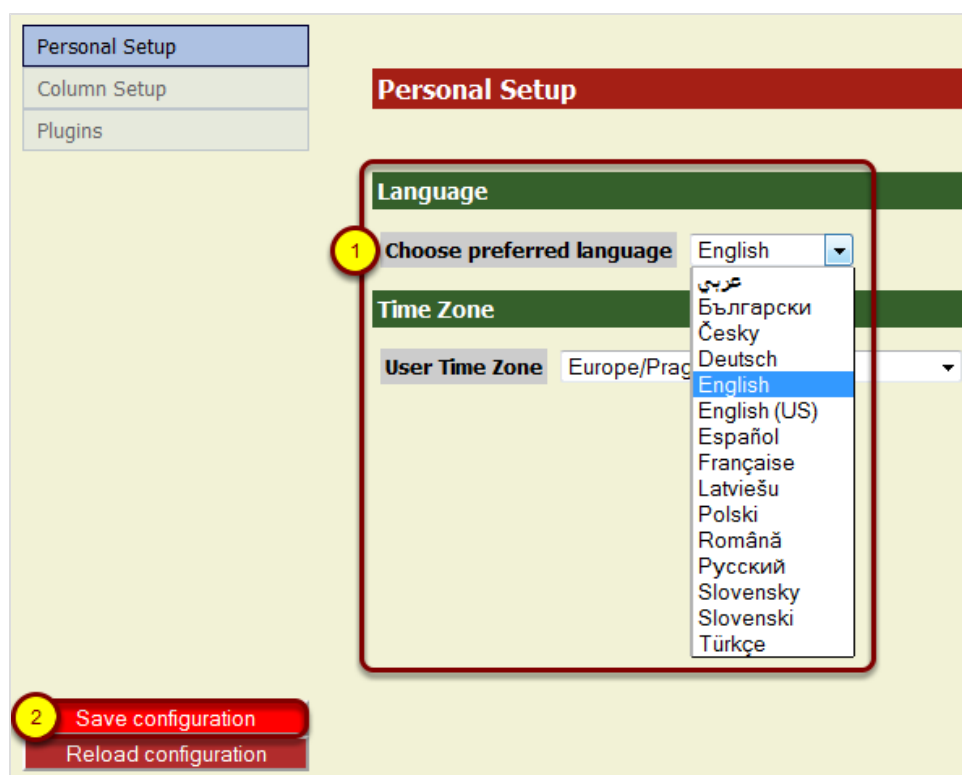 Personal Setup
Column Setup
Plugins
Personal Setup
Language
1
Choose preferred language English
عربي
Български
Česky
Deutsch
English
English (US)
Español
Française
Latviešu
Polski
Română
Русский
Slovensky
Slovenski
Türkçe
Time Zone
User Time Zone Europe/Prag
2
Save configuration
Reload configuration